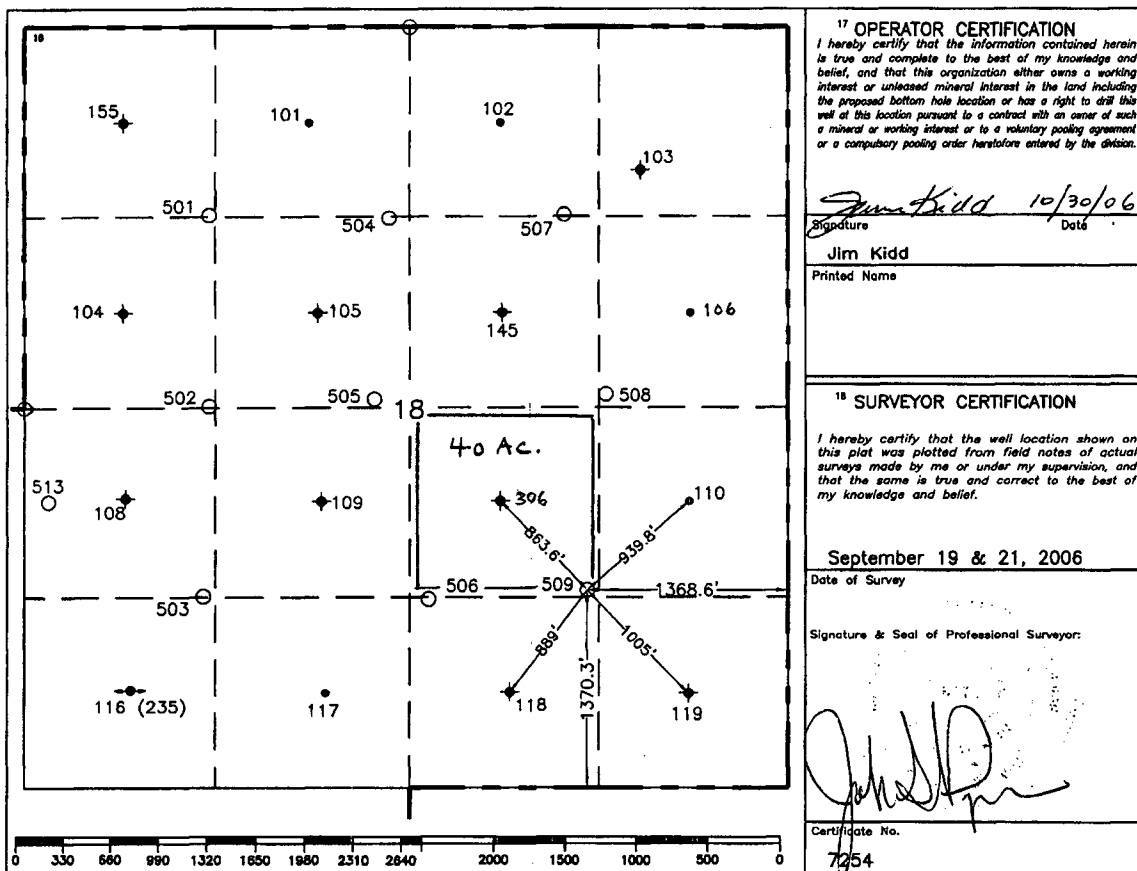 16
155
101
102
103
501
504
507
104
105
145
106
502
505
18
508
40 Ac.
513
108
109
306
110
863.6'
939.8'
503
506
509
1368.6'
889'
1005'
1370.3'
116 (235)
117
118
119
0 330 660 990 1320 1650 1980 2310 2640 2000 1500 1000 500 0
17 OPERATOR CERTIFICATION
I hereby certify that the information contained herein
is true and complete to the best of my knowledge and
belief, and that this organization either owns a working
interest or unleased mineral interest in the land including
the proposed bottom hole location or has a right to drill this
well at this location pursuant to a contract with an owner of such
a mineral or working interest or to a voluntary pooling agreement
or a compulsory pooling order heretofore entered by the division.
Jim Kidd 10/30/06
Signature Date
Jim Kidd
Printed Name
18 SURVEYOR CERTIFICATION
I hereby certify that the well location shown on
this plat was plotted from field notes of actual
surveys made by me or under my supervision, and
that the same is true and correct to the best of
my knowledge and belief.
September 19 & 21, 2006
Date of Survey
Signature & Seal of Professional Surveyor:
Certificate No.
7254